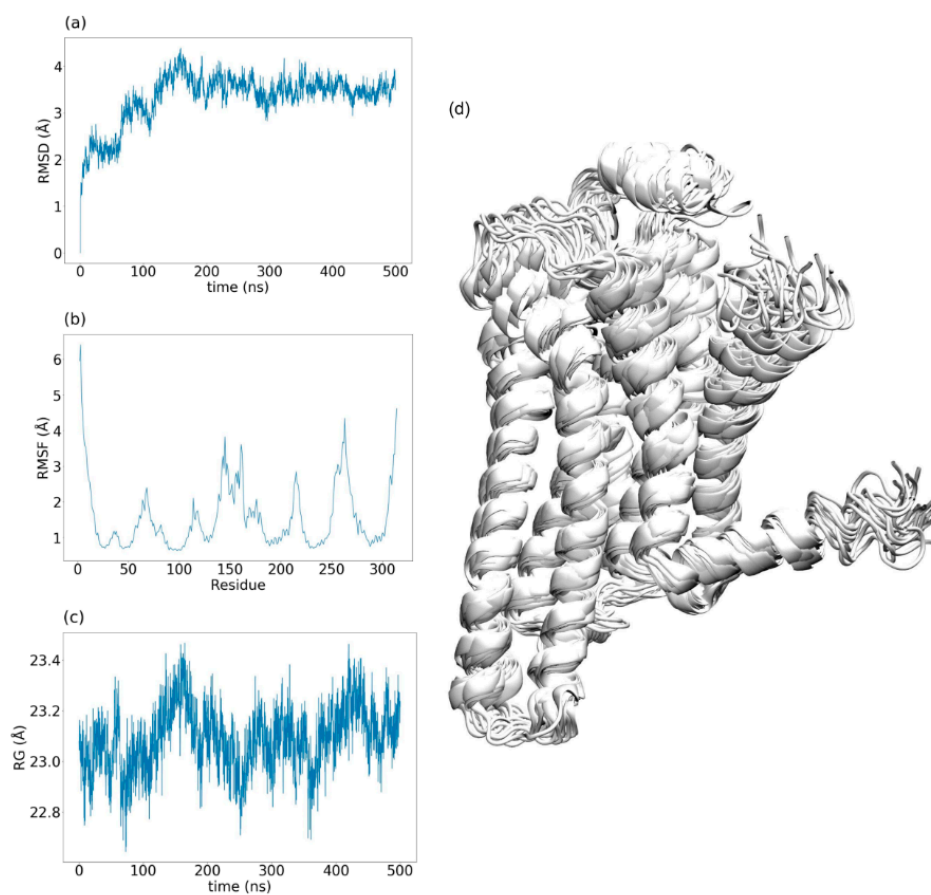 (a)
4
3
2
1
0
RMSD (Å)
0 100 200 300 400 500
time (ns)
(b)
6
5
4
3
2
1
RMSF (Å)
0 50 100 150 200 250 300
Residue
(c)
23.4
23.2
23.0
22.8
RG (Å)
0 100 200 300 400 500
time (ns)
(d)